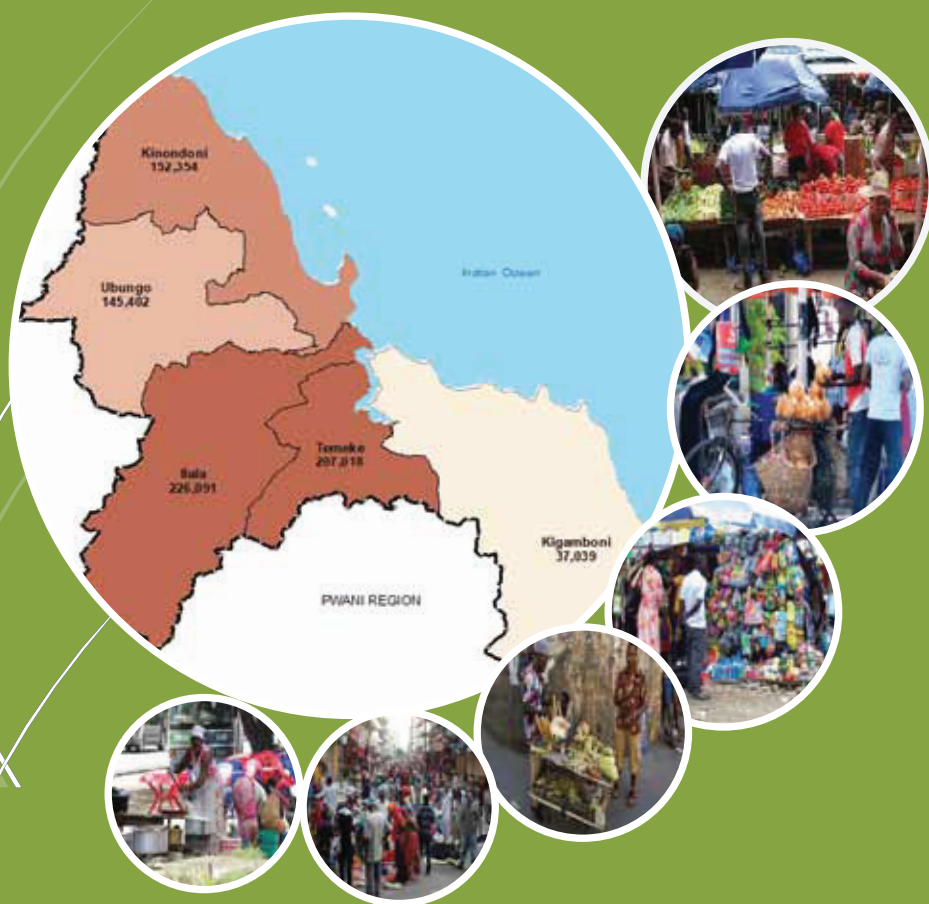 Kinondoni
152,354
Indian Ocean
Ubungo
145,402
Temeke
207,018
Ilala
226,091
Kigamboni
37,039
PWANI REGION